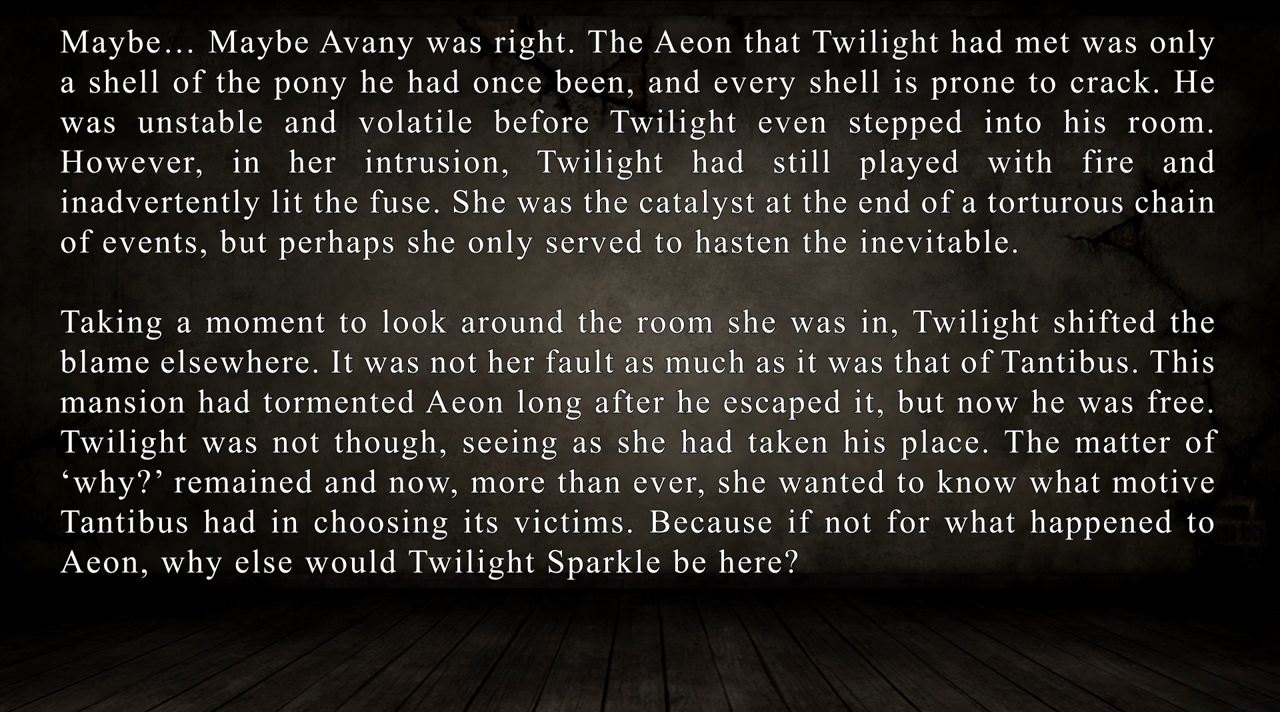 Maybe… Maybe Avany was right. The Aeon that Twilight had met was only
a shell of the pony he had once been, and every shell is prone to crack. He
was unstable and volatile before Twilight even stepped into his room.
However, in her intrusion, Twilight had still played with fire and
inadvertently lit the fuse. She was the catalyst at the end of a torturous chain
of events, but perhaps she only served to hasten the inevitable.
Taking a moment to look around the room she was in, Twilight shifted the
blame elsewhere. It was not her fault as much as it was that of Tantibus. This
mansion had tormented Aeon long after he escaped it, but now he was free.
Twilight was not though, seeing as she had taken his place. The matter of
‘why?’ remained and now, more than ever, she wanted to know what motive
Tantibus had in choosing its victims. Because if not for what happened to
Aeon, why else would Twilight Sparkle be here?